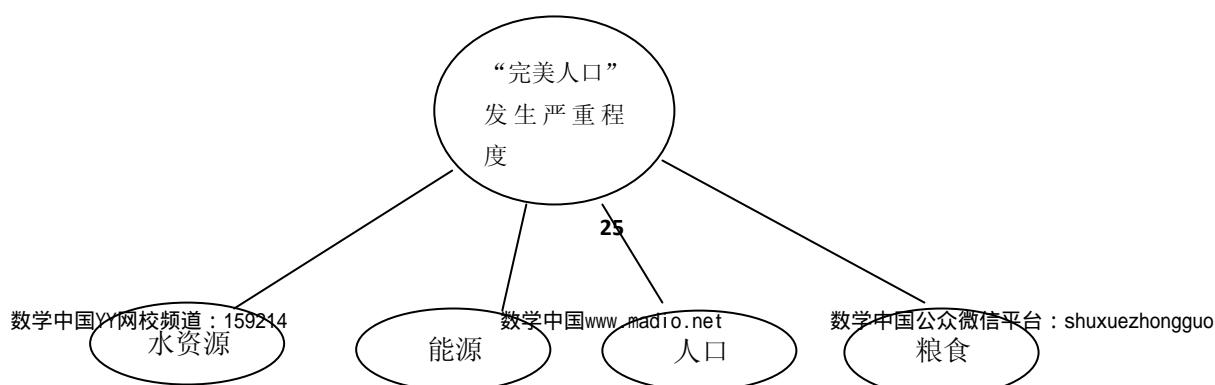 “完美人口”
发生严重程
度
25
数学中国YY网校频道：159214
数学中国www.madio.net
数学中国公众微信平台：shuxuezhongguo
水资源
能源
人口
粮食